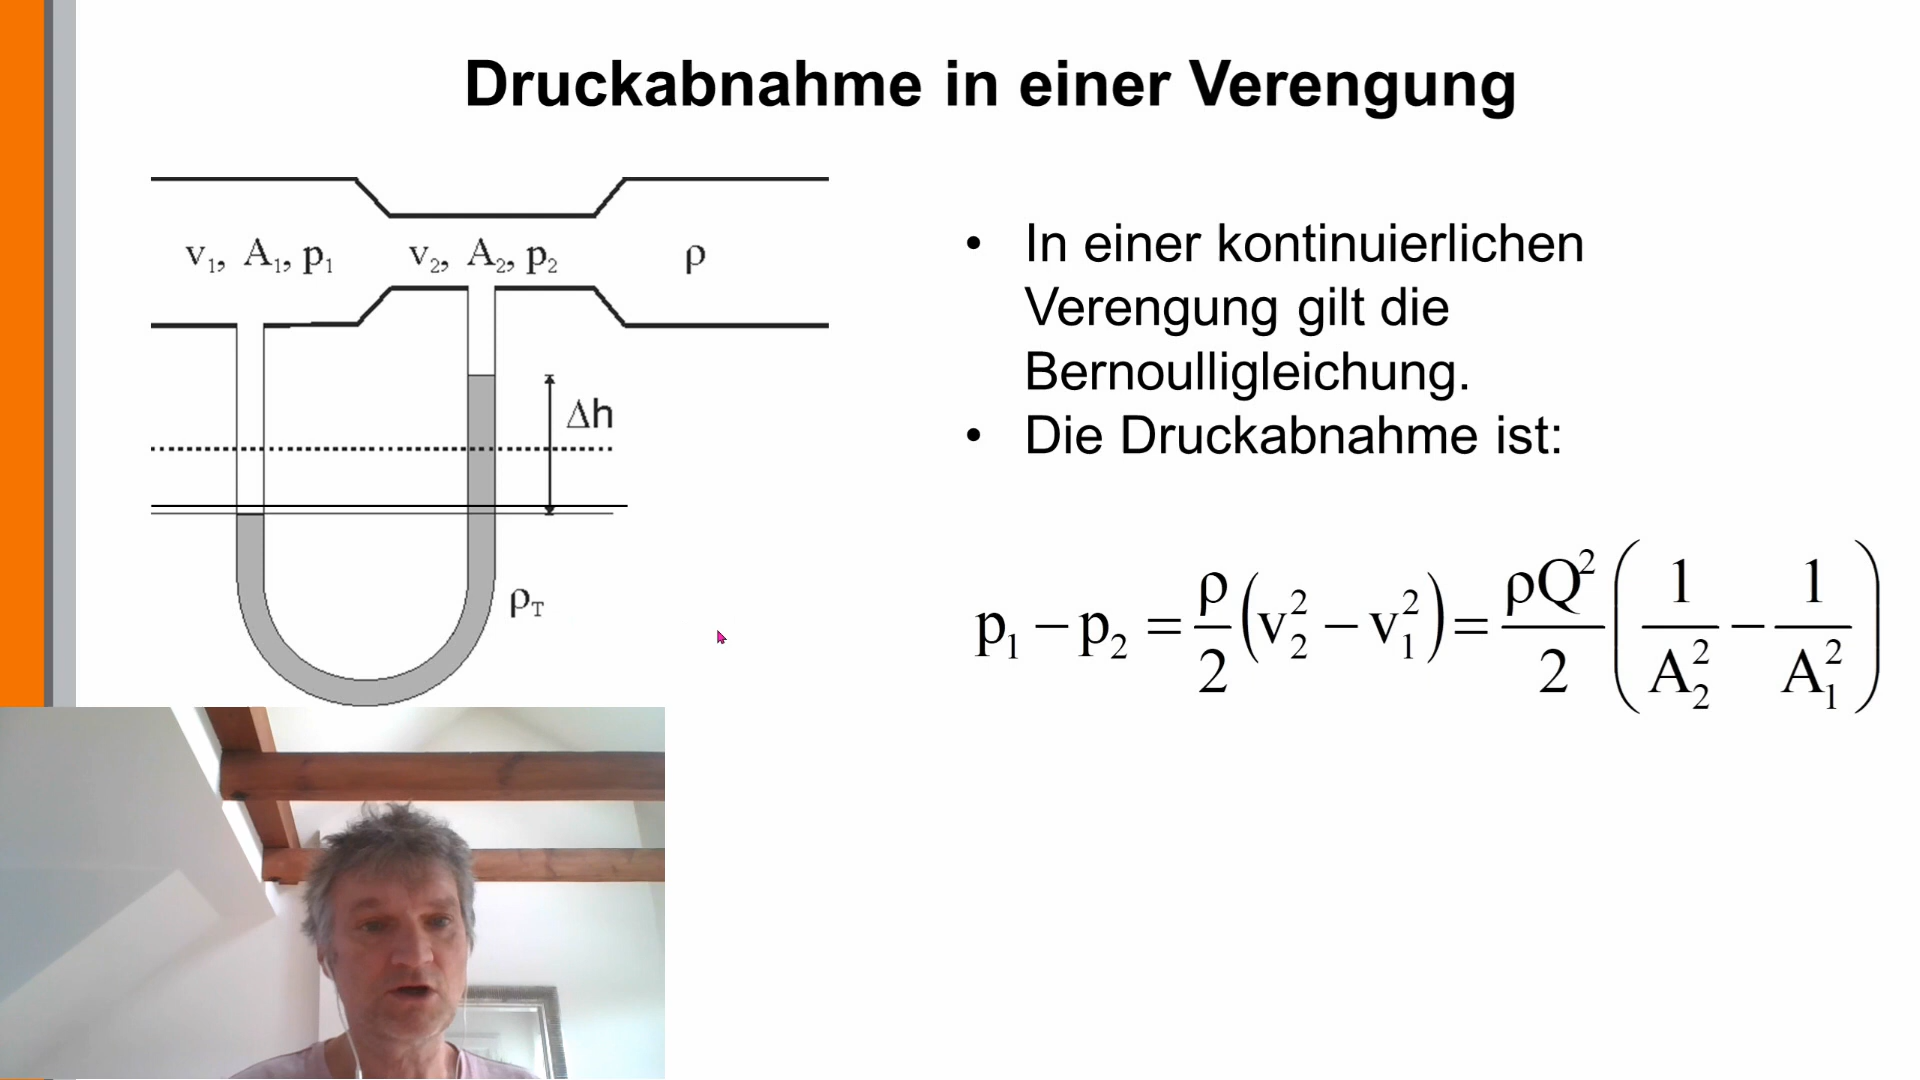 Druckabnahme in einer Verengung
v₁, A₁, p₁
v₂, A₂, p₂
ρ
Δh
ρ_T
• In einer kontinuierlichen
Verengung gilt die
Bernoulligleichung.
• Die Druckabnahme ist:
p₁ − p₂ = ρ/2 (v₂² − v₁²) = ρQ²/2 (1/A₂² − 1/A₁²)